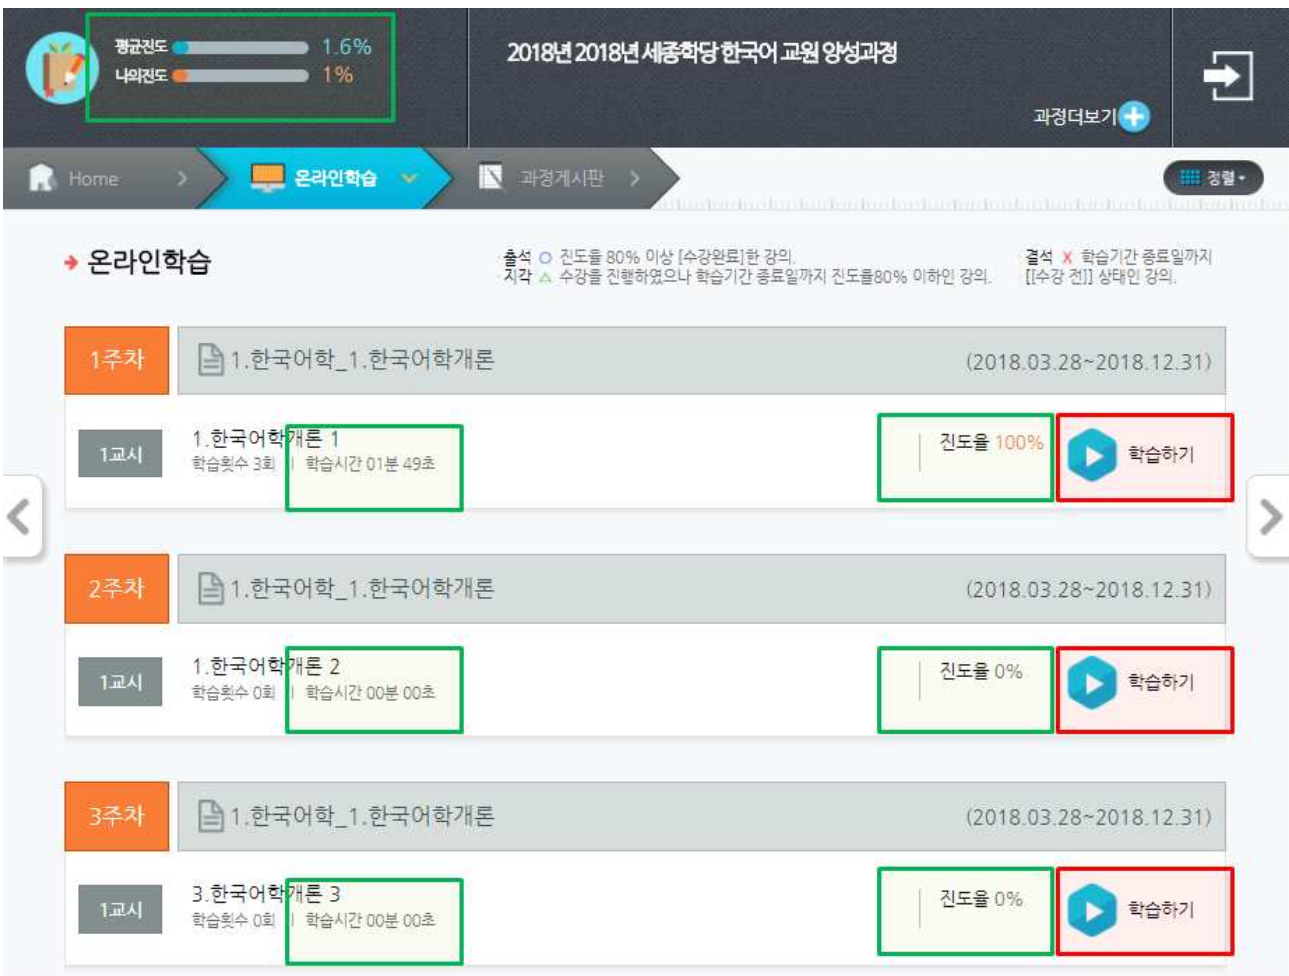 평균진도 1.6%
나의진도 1%
2018년 2018년 세종학당 한국어 교원 양성과정
과정더보기
Home
온라인학습
과정게시판
정렬
온라인학습
출석 O 진도율 80% 이상 [수강완료]한 강의.
지각 △ 수강을 진행하였으나 학습기간 종료일까지 진도율80% 이하인 강의.
결석 X 학습기간 종료일까지
[[수강 전]] 상태인 강의.
1주차
1.한국어학_1.한국어학개론 (2018.03.28~2018.12.31)
1교시
1.한국어학개론 1
학습횟수 3회 | 학습시간 01분 49초
진도율 100%
학습하기
2주차
1.한국어학_1.한국어학개론 (2018.03.28~2018.12.31)
1교시
1.한국어학개론 2
학습횟수 0회 | 학습시간 00분 00초
진도율 0%
학습하기
3주차
1.한국어학_1.한국어학개론 (2018.03.28~2018.12.31)
1교시
3.한국어학개론 3
학습횟수 0회 | 학습시간 00분 00초
진도율 0%
학습하기